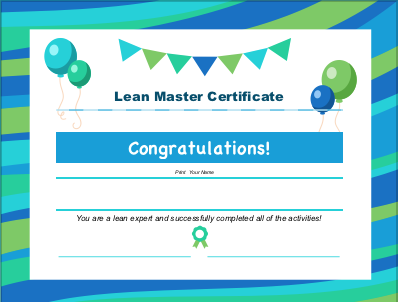 Lean Master Certificate
Congratulations!
Print Your Name
You are a lean expert and successfully completed all of the activities!